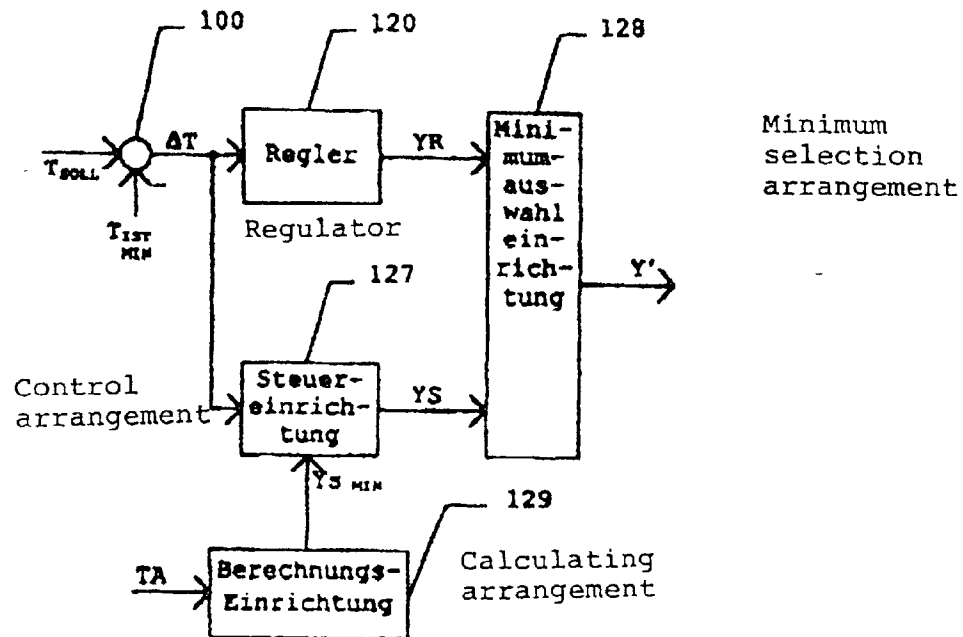 100
120
128
T SOLL
ΔT
Regler
YR
Mini-
mum-
aus-
wahl
ein-
rich-
tung
Minimum
selection
arrangement
T IST
MIN
Regulator
Y'
127
Control
arrangement
Steuer-
einrich-
tung
YS
YS MIN
129
TA
Berechnungs-
Einrichtung
Calculating
arrangement